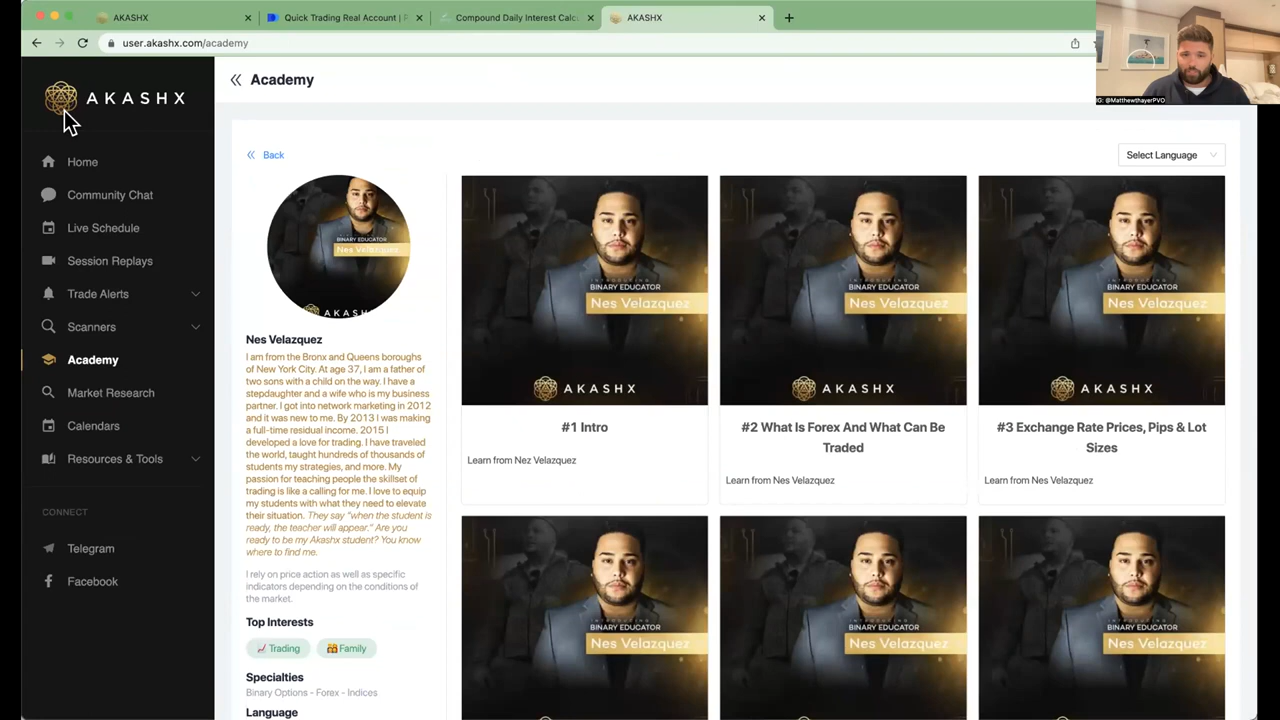 AKASHX
Quick Trading Real Account |
Compound Daily Interest Calc
AKASHX
user.akashx.com/academy
IG: @MatthewthayerPVO
AKASHX
Academy
Home
Community Chat
Live Schedule
Session Replays
Trade Alerts
Scanners
Academy
Market Research
Calendars
Resources & Tools
CONNECT
Telegram
Facebook
Back
Select Language
BINARY EDUCATOR
Nes Velazquez
AKASHX
Nes Velazquez
I am from the Bronx and Queens boroughs
of New York City. At age 37, I am a father of
two sons with a child on the way. I have a
stepdaughter and a wife who is my business
partner. I got into network marketing in 2012
and it was new to me. By 2013 I was making
a full-time residual income. 2015 I
developed a love for trading. I have traveled
the world, taught hundreds of thousands of
students my strategies, and more. My
passion for teaching people the skillset of
trading is like a calling for me. I love to equip
my students with what they need to elevate
their situation. They say "when the student is
ready, the teacher will appear." Are you
ready to be my Akashx student? You know
where to find me.
I rely on price action as well as specific
indicators depending on the conditions of
the market.
Top Interests
Trading
Family
Specialties
Binary Options - Forex - Indices
Language
INTRODUCING
BINARY EDUCATOR
Nes Velazquez
AKASHX
#1 Intro
Learn from Nez Velazquez
INTRODUCING
BINARY EDUCATOR
Nes Velazquez
AKASHX
#2 What Is Forex And What Can Be
Traded
Learn from Nes Velazquez
INTRODUCING
BINARY EDUCATOR
Nes Velazquez
AKASHX
#3 Exchange Rate Prices, Pips & Lot
Sizes
Learn from Nes Velazquez
INTRODUCING
BINARY EDUCATOR
Nes Velazquez
INTRODUCING
BINARY EDUCATOR
Nes Velazquez
INTRODUCING
BINARY EDUCATOR
Nes Velazquez